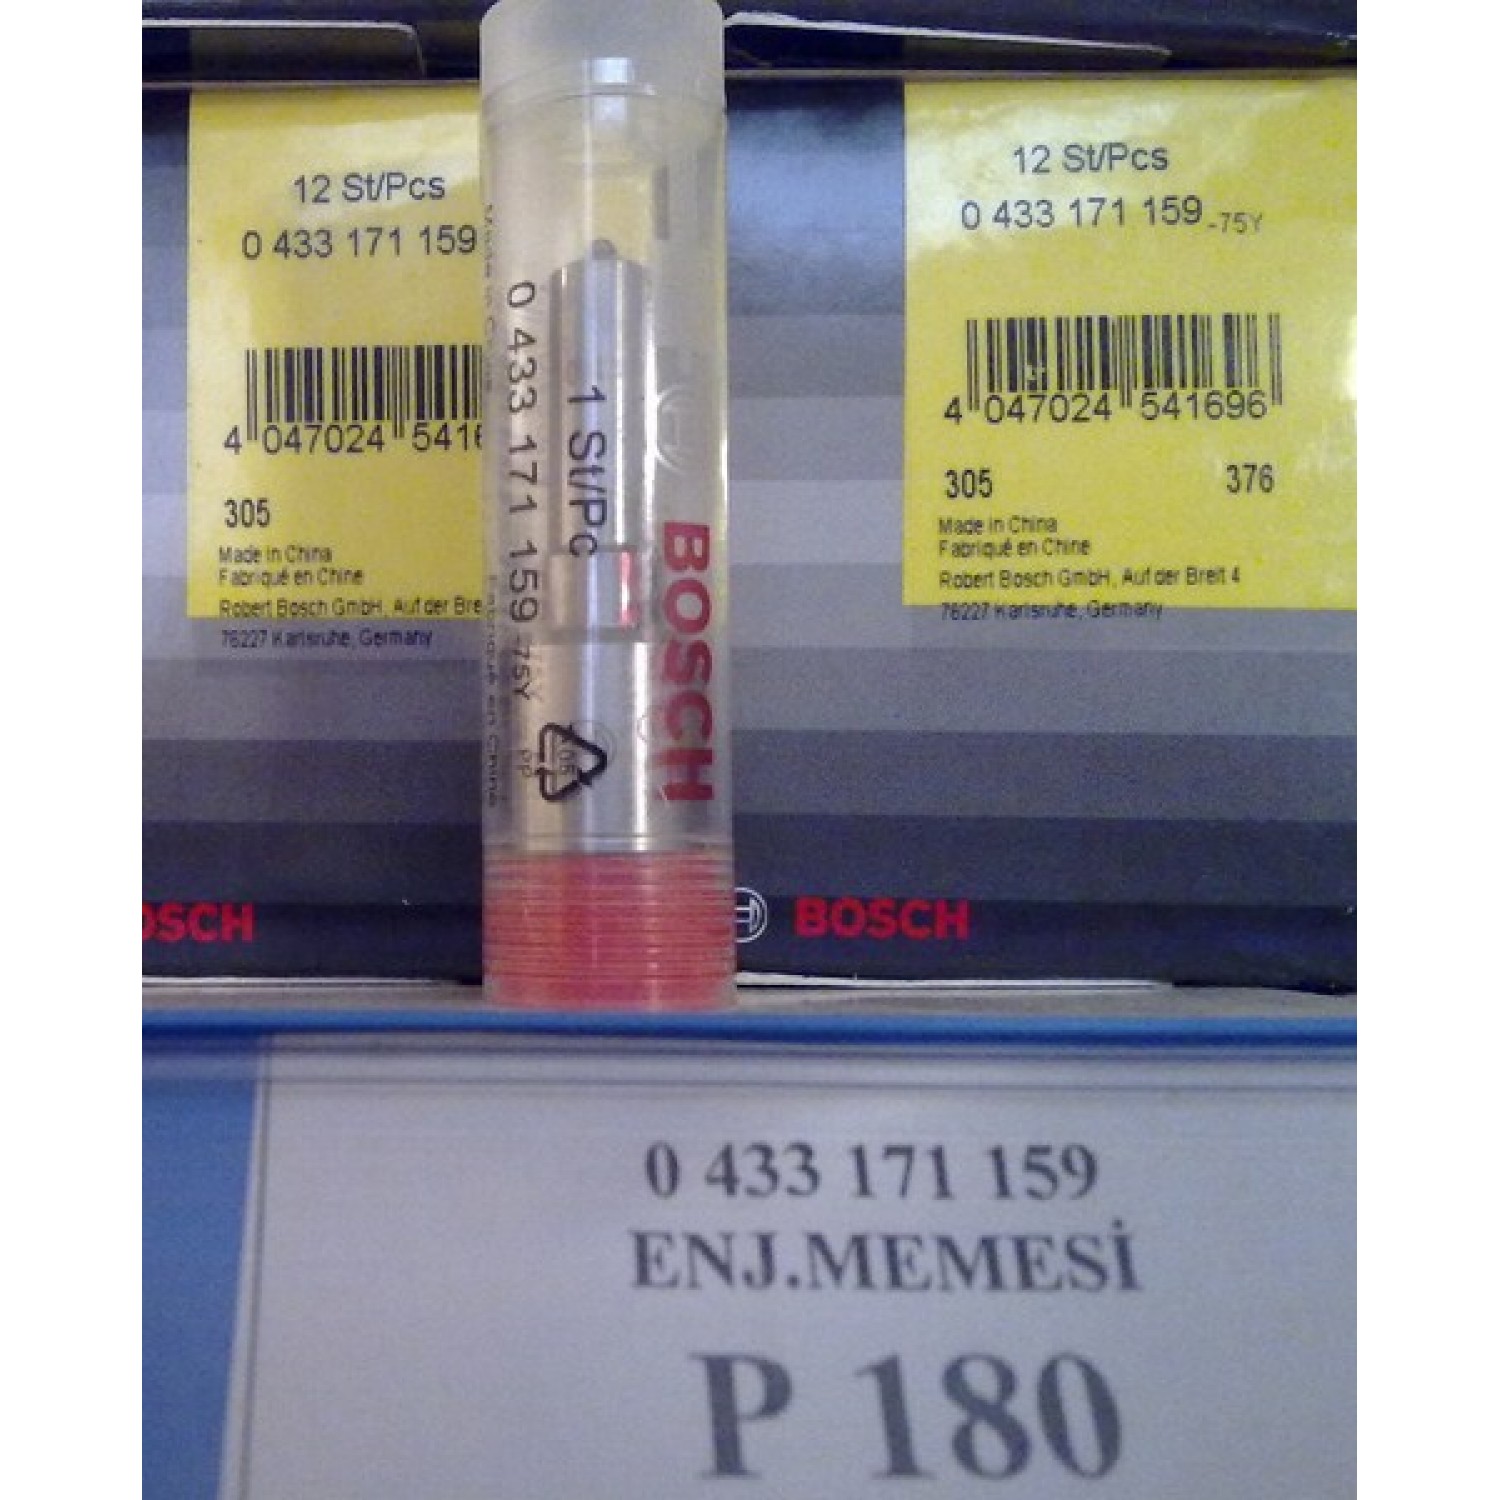 12 St/Pcs
0 433 171 159
4 047024
305
Made in China
Fabriqué en Chine
Robert Bosch GmbH, Auf der Bre
76227 Karlsruhe, Germany
OSCH
0 433 171 159-75Y
1 St/Pc
PP
BOSCH
12 St/Pcs
0 433 171 159 -75Y
4 047024 541696
305 376
Made in China
Fabriqué en Chine
Robert Bosch GmbH, Auf der Breit 4
76227 Karlsruhe, Germany
BOSCH
0 433 171 159
ENJ.MEMESİ
P 180